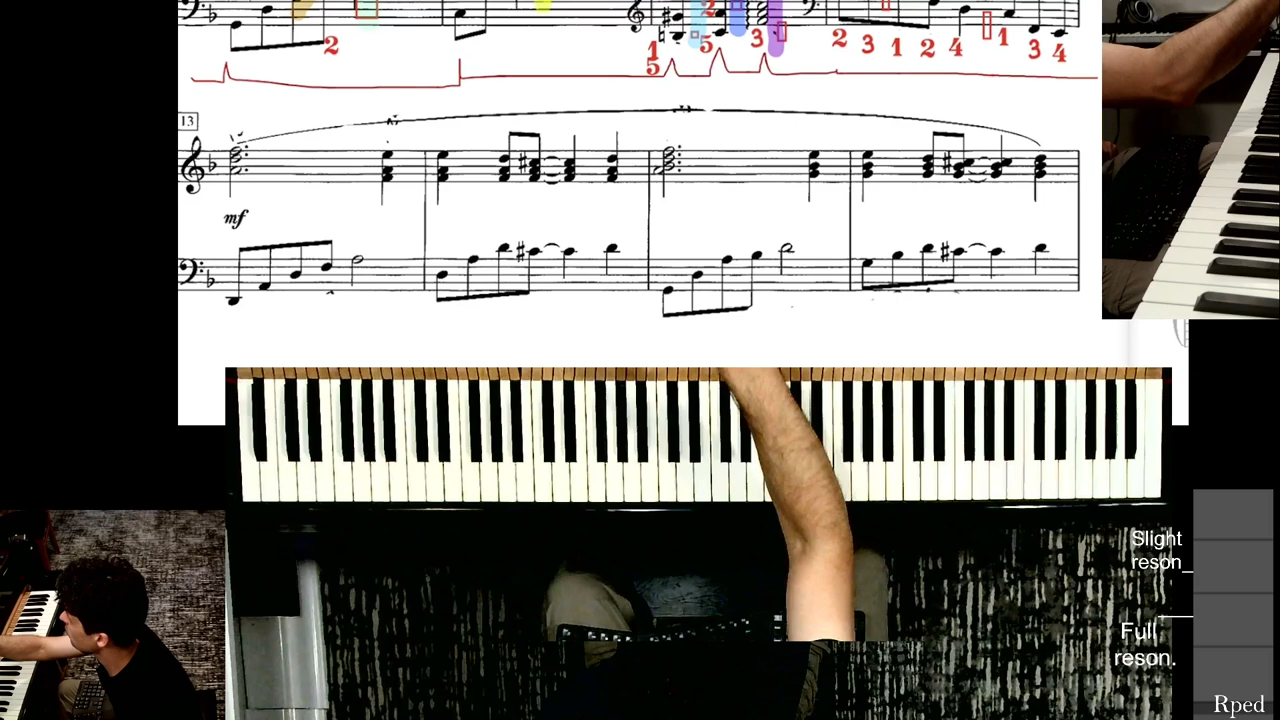 2
2
1
5
5
3
2 3 1 2 4 1 3 4
13
mf
Slight
reson_
Full
reson.
Rped